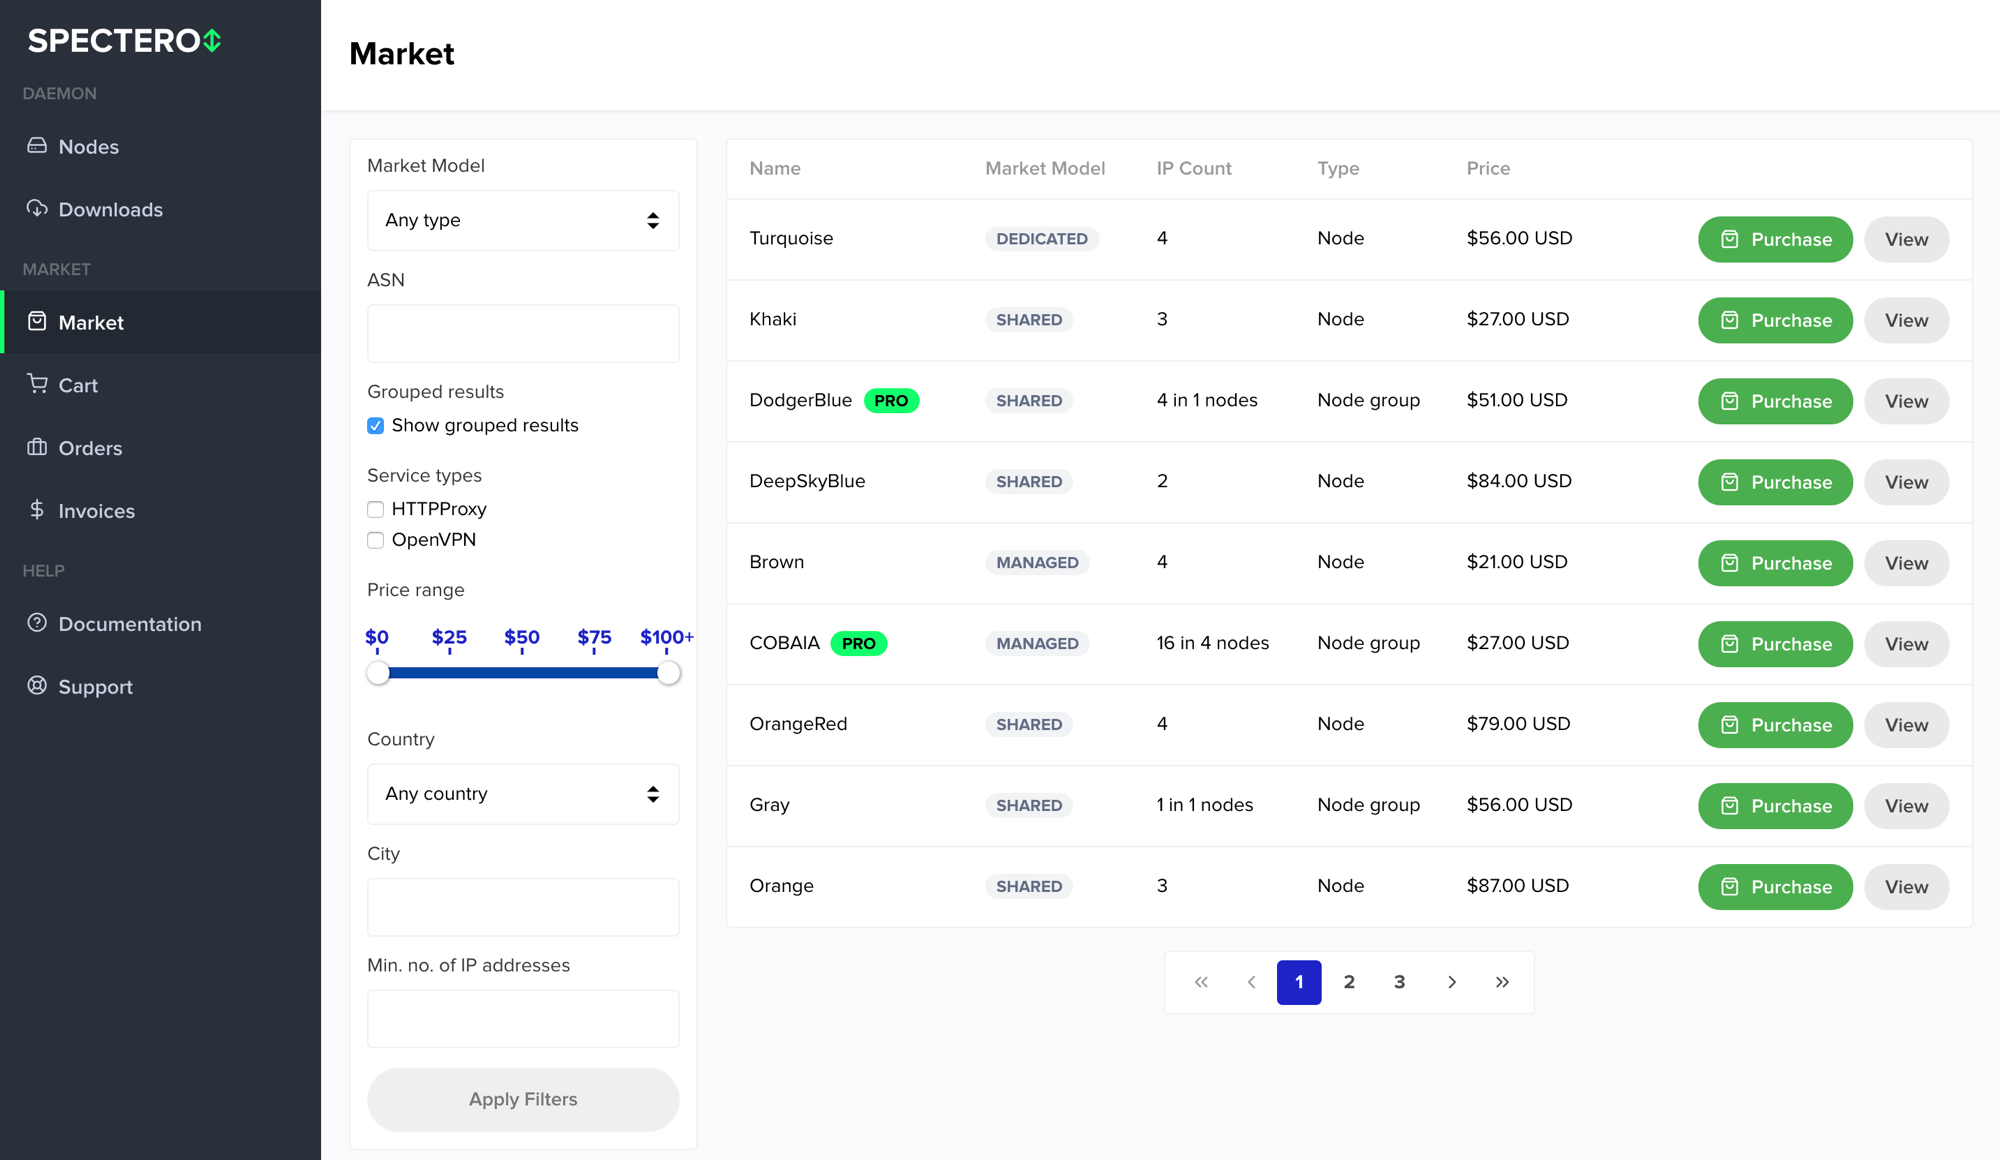 SPECTERO
DAEMON
Nodes
Downloads
MARKET
Market
Cart
Orders
Invoices
HELP
Documentation
Support
Market
Market Model
Any type
ASN
Grouped results
Show grouped results
Service types
HTTPProxy
OpenVPN
Price range
$0 $25 $50 $75 $100+
Country
Any country
City
Min. no. of IP addresses
Apply Filters
Name Market Model IP Count Type Price
Turquoise DEDICATED 4 Node $56.00 USD Purchase View
Khaki SHARED 3 Node $27.00 USD Purchase View
DodgerBlue PRO SHARED 4 in 1 nodes Node group $51.00 USD Purchase View
DeepSkyBlue SHARED 2 Node $84.00 USD Purchase View
Brown MANAGED 4 Node $21.00 USD Purchase View
COBAIA PRO MANAGED 16 in 4 nodes Node group $27.00 USD Purchase View
OrangeRed SHARED 4 Node $79.00 USD Purchase View
Gray SHARED 1 in 1 nodes Node group $56.00 USD Purchase View
Orange SHARED 3 Node $87.00 USD Purchase View
« ‹ 1 2 3 › »